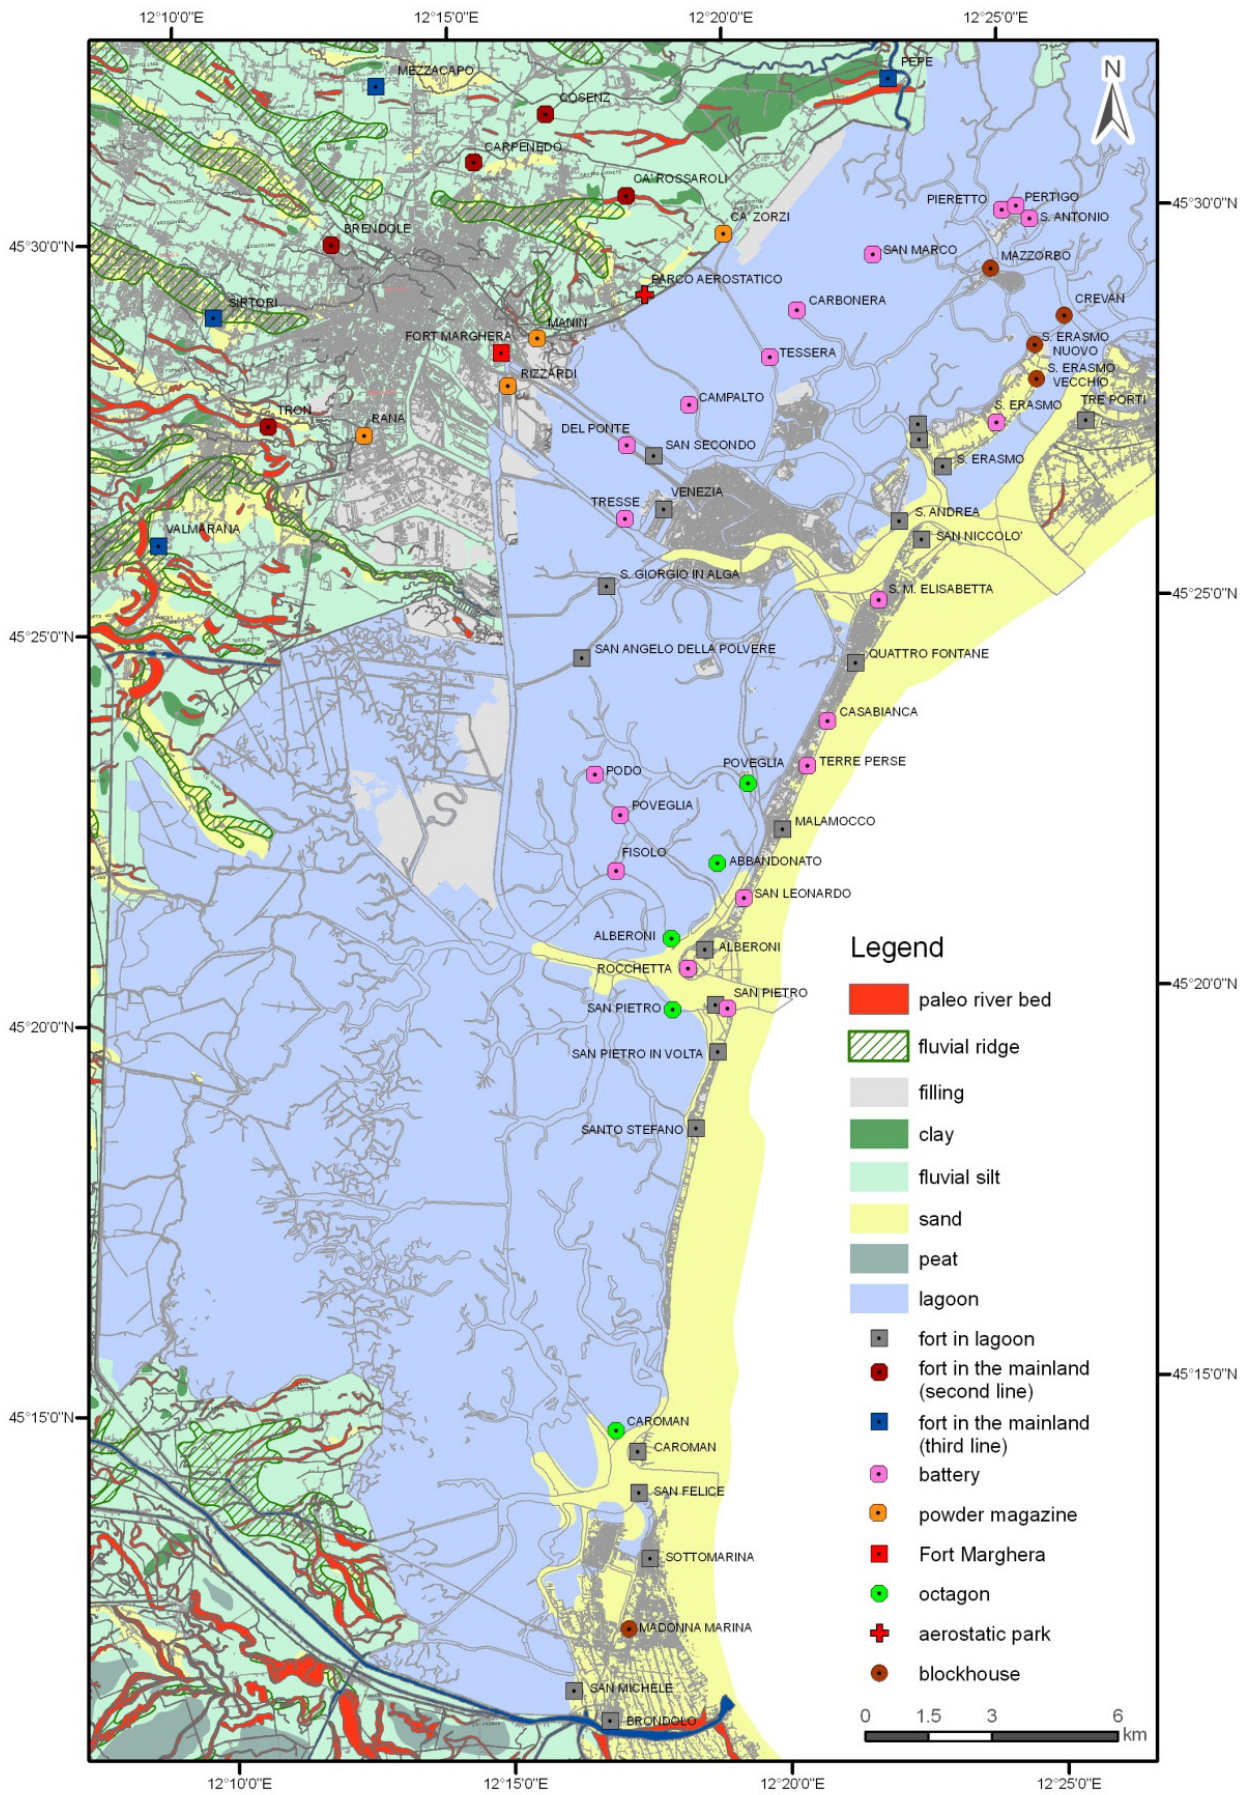 12°10'0"E
12°15'0"E
12°20'0"E
12°25'0"E
N
MEZZACAPO
PEPE
COSENZ
CARPENEDO
CA' ROSSAROLI
PIERETTO
PERTIGO
S. ANTONIO
45°30'0"N
CA' ZORZI
BRENDOLE
45°30'0"N
SAN MARCO
MAZZORBO
PARCO AEROSTATICO
SIRTORI
CARBONERA
CREVAN
MANIN
FORT MARGHERA
S. ERASMO
NUOVO
TESSERA
RIZZARDI
S. ERASMO
VECCHIO
CAMPALTO
TRE PORTI
S. ERASMO
TRON
RANA
DEL PONTE
SAN SECONDO
S. ERASMO
VENEZIA
TRESSE
S. ANDREA
VALMARANA
SAN NICCOLO'
S. GIORGIO IN ALGA
S. M. ELISABETTA
45°25'0"N
45°25'0"N
SAN ANGELO DELLA POLVERE
QUATTRO FONTANE
CASABIANCA
POVEGLIA
TERRE PERSE
PODO
POVEGLIA
MALAMOCCO
FISOLO
ABBANDONATO
SAN LEONARDO
ALBERONI
ALBERONI
ROCCHETTA
45°20'0"N
SAN PIETRO
SAN PIETRO
45°20'0"N
SAN PIETRO IN VOLTA
SANTO STEFANO
Legend
paleo river bed
fluvial ridge
filling
clay
fluvial silt
sand
peat
lagoon
fort in lagoon
fort in the mainland
(second line)
fort in the mainland
(third line)
battery
powder magazine
Fort Marghera
octagon
aerostatic park
blockhouse
0 1.5 3 6
km
45°15'0"N
45°15'0"N
CAROMAN
CAROMAN
SAN FELICE
SOTTOMARINA
MADONNA MARINA
SAN MICHELE
BRONDOLO
12°10'0"E
12°15'0"E
12°20'0"E
12°25'0"E